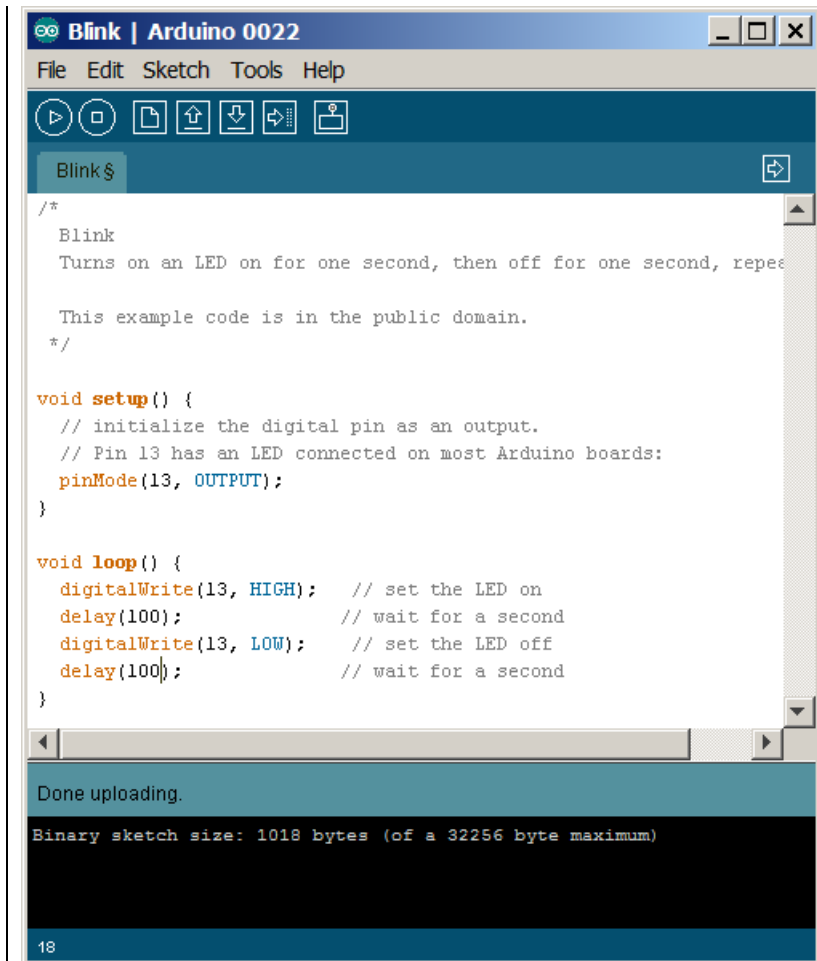 Blink | Arduino 0022
File Edit Sketch Tools Help
Blink§
/*
  Blink
  Turns on an LED on for one second, then off for one second, repea

  This example code is in the public domain.
 */

void setup() {
  // initialize the digital pin as an output.
  // Pin 13 has an LED connected on most Arduino boards:
  pinMode(13, OUTPUT);
}

void loop() {
  digitalWrite(13, HIGH);   // set the LED on
  delay(100);              // wait for a second
  digitalWrite(13, LOW);    // set the LED off
  delay(100);              // wait for a second
}
Done uploading.
Binary sketch size: 1018 bytes (of a 32256 byte maximum)
18